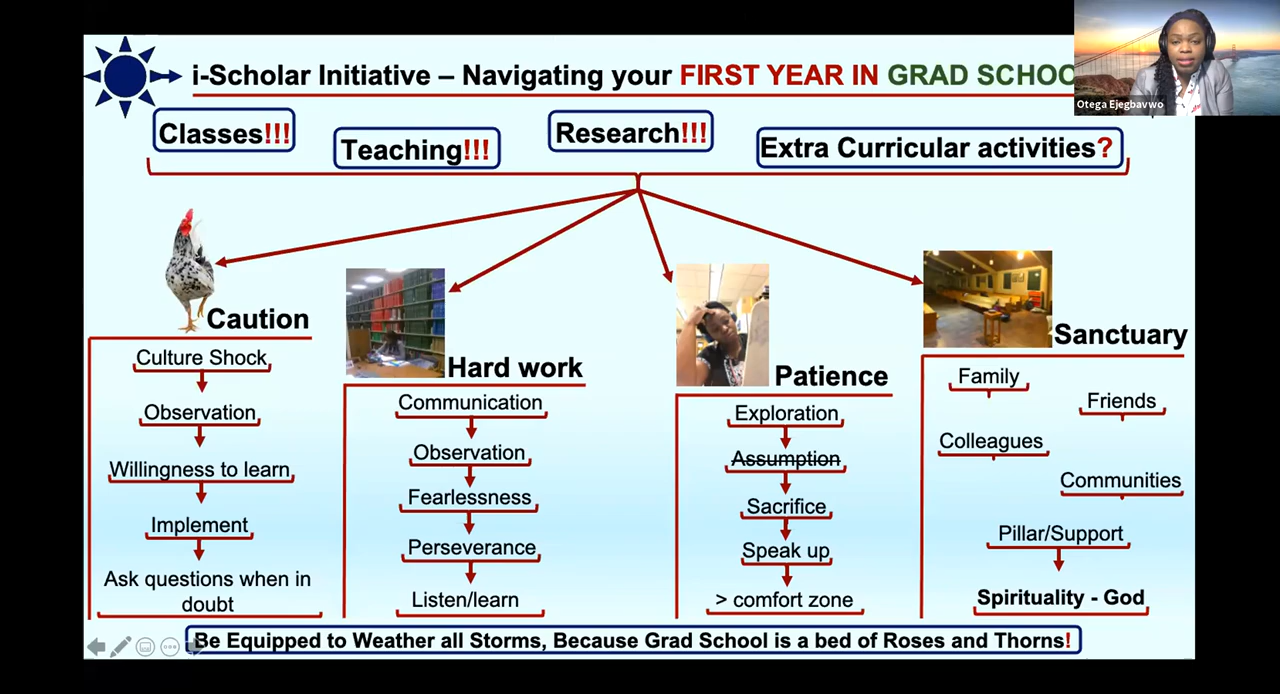 i-Scholar Initiative – Navigating your FIRST YEAR IN GRAD SCHOO
Otega Ejegbavwo
Classes!!!
Teaching!!!
Research!!!
Extra Curricular activities?
Caution
Culture Shock
Observation
Willingness to learn
Implement
Ask questions when in
doubt
Hard work
Communication
Observation
Fearlessness
Perseverance
Listen/learn
Patience
Exploration
Assumption
Sacrifice
Speak up
> comfort zone
Sanctuary
Family
Friends
Colleagues
Communities
Pillar/Support
Spirituality - God
Be Equipped to Weather all Storms, Because Grad School is a bed of Roses and Thorns!